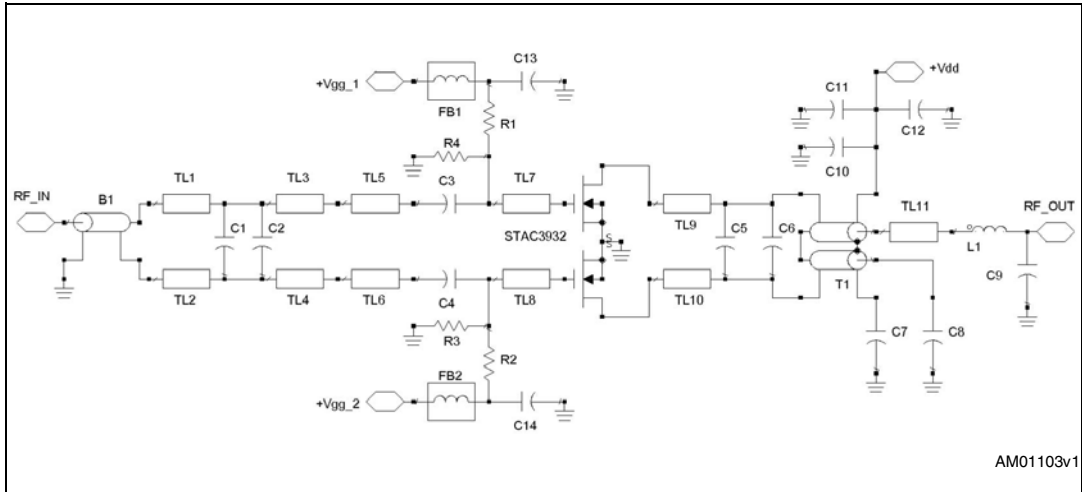 C13
+Vgg_1
FB1
R1
R4
+Vdd
C11
C12
C10
RF_IN
B1
TL1
TL3
TL5
C3
TL7
TL9
TL11
RF_OUT
C1
C2
STAC3932
S
S
C5
C6
L1
TL2
TL4
TL6
C4
TL8
TL10
T1
C9
R3
R2
C7
C8
FB2
+Vgg_2
C14
AM01103v1